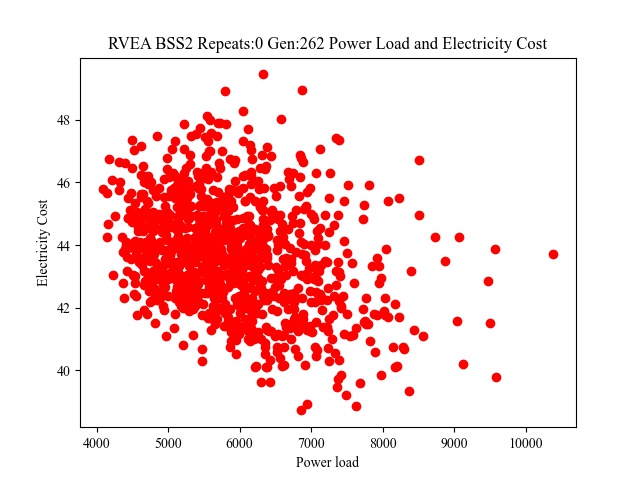 RVEA BSS2 Repeats:0 Gen:262 Power Load and Electricity Cost
Electricity Cost
48
46
44
42
40
4000 5000 6000 7000 8000 9000 10000
Power load